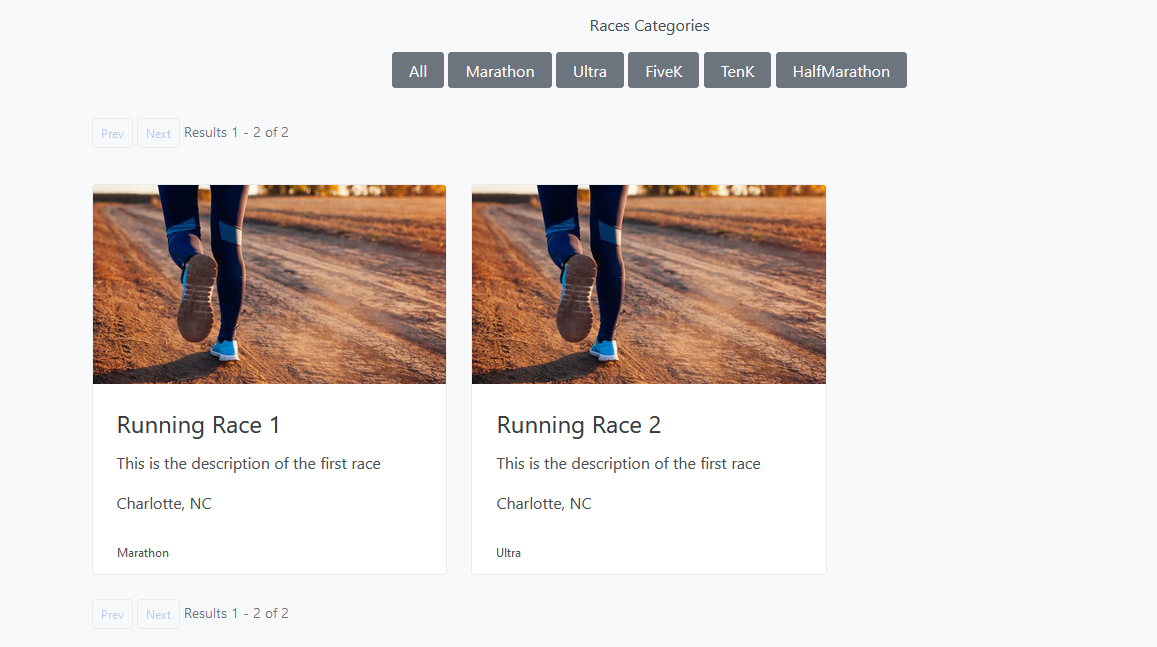 Races Categories
All Marathon Ultra FiveK TenK HalfMarathon
Prev Next Results 1 - 2 of 2
Running Race 1
This is the description of the first race
Charlotte, NC
Marathon
Running Race 2
This is the description of the first race
Charlotte, NC
Ultra
Prev Next Results 1 - 2 of 2